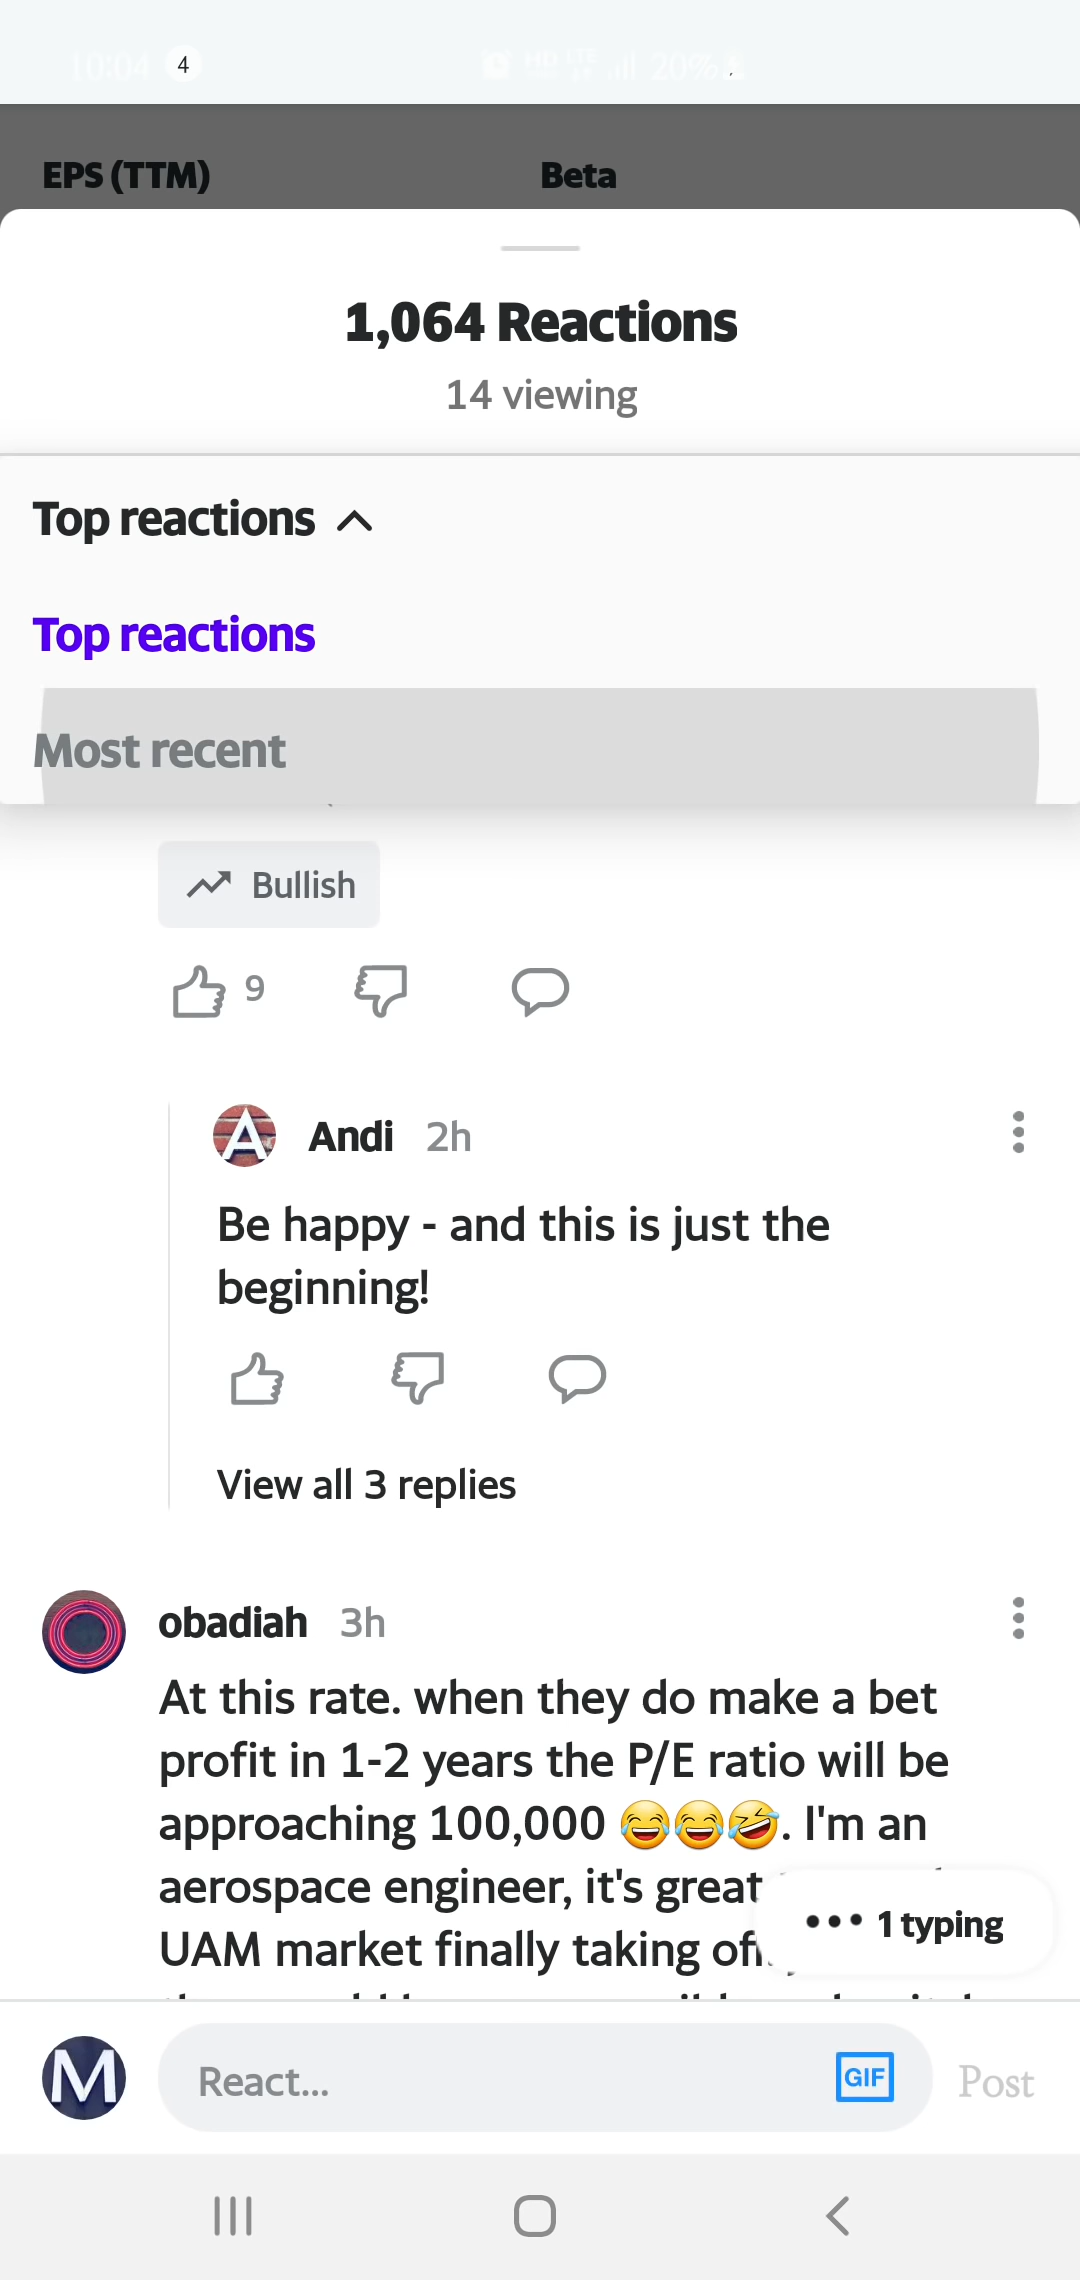 10:04 4 HD LTE 20%
EPS (TTM) Beta
1,064 Reactions
14 viewing
Top reactions
Top reactions
Most recent
Bullish
9
A Andi 2h
Be happy - and this is just the
beginning!
View all 3 replies
obadiah 3h
At this rate. when they do make a bet
profit in 1-2 years the P/E ratio will be
approaching 100,000 😂😂🤣. I'm an
aerospace engineer, it's great
UAM market finally taking off
••• 1 typing
M React... GIF Post